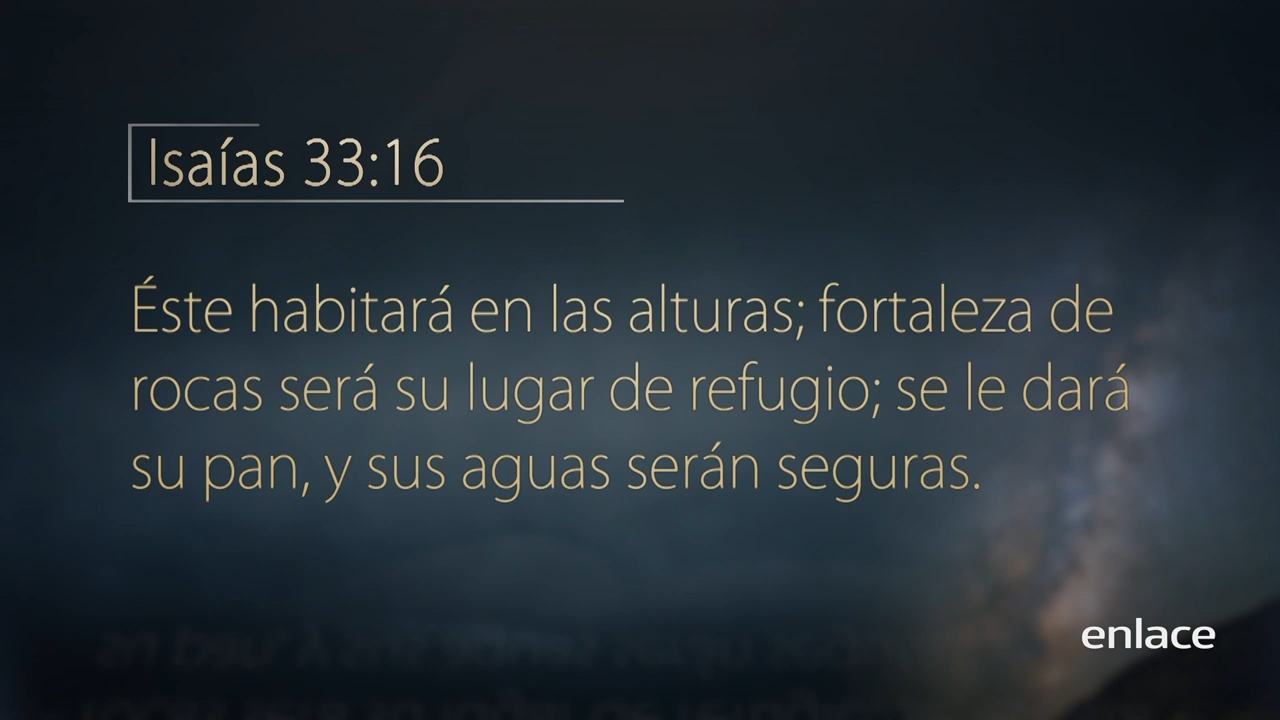 Isaías 33:16
Éste habitará en las alturas; fortaleza de
rocas será su lugar de refugio; se le dará
su pan, y sus aguas serán seguras.
enlace